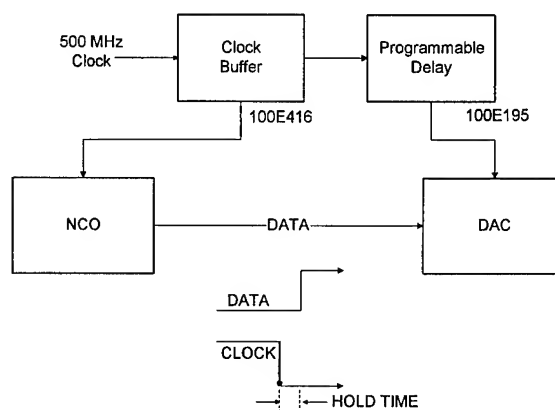 500 MHz
Clock
Clock
Buffer
Programmable
Delay
100E416
100E195
NCO
DATA
DAC
DATA
CLOCK
HOLD TIME